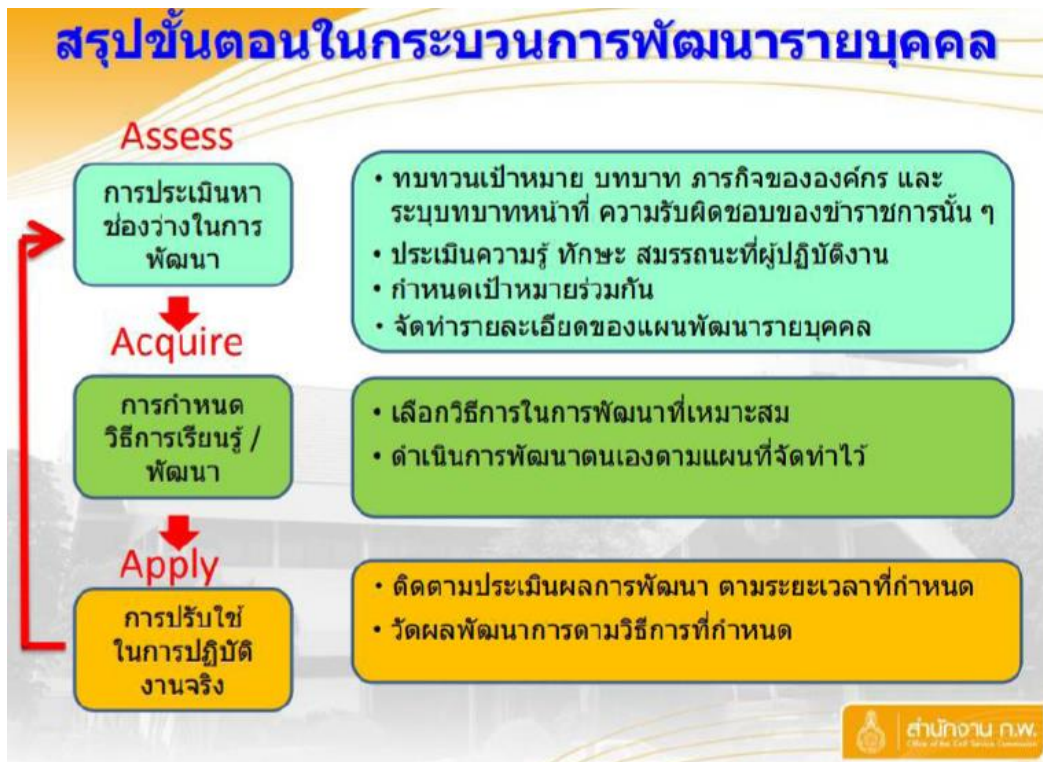 สรุปขั้นตอนในกระบวนการพัฒนารายบุคคล
Assess
การประเมินหา
ช่องว่างในการ
พัฒนา
• ทบทวนเป้าหมาย บทบาท ภารกิจขององค์กร และ
ระบุบทบาทหน้าที่ ความรับผิดชอบของข้าราชการนั้น ๆ
• ประเมินความรู้ ทักษะ สมรรถนะที่ผู้ปฏิบัติงาน
• กำหนดเป้าหมายร่วมกัน
• จัดทำรายละเอียดของแผนพัฒนารายบุคคล
Acquire
การกำหนด
วิธีการเรียนรู้ /
พัฒนา
• เลือกวิธีการในการพัฒนาที่เหมาะสม
• ดำเนินการพัฒนาตนเองตามแผนที่จัดทำไว้
Apply
การปรับใช้
ในการปฏิบัติ
งานจริง
• ติดตามประเมินผลการพัฒนา ตามระยะเวลาที่กำหนด
• วัดผลพัฒนาการตามวิธีการที่กำหนด
สำนักงาน ก.พ.
Office of the Civil Service Commission